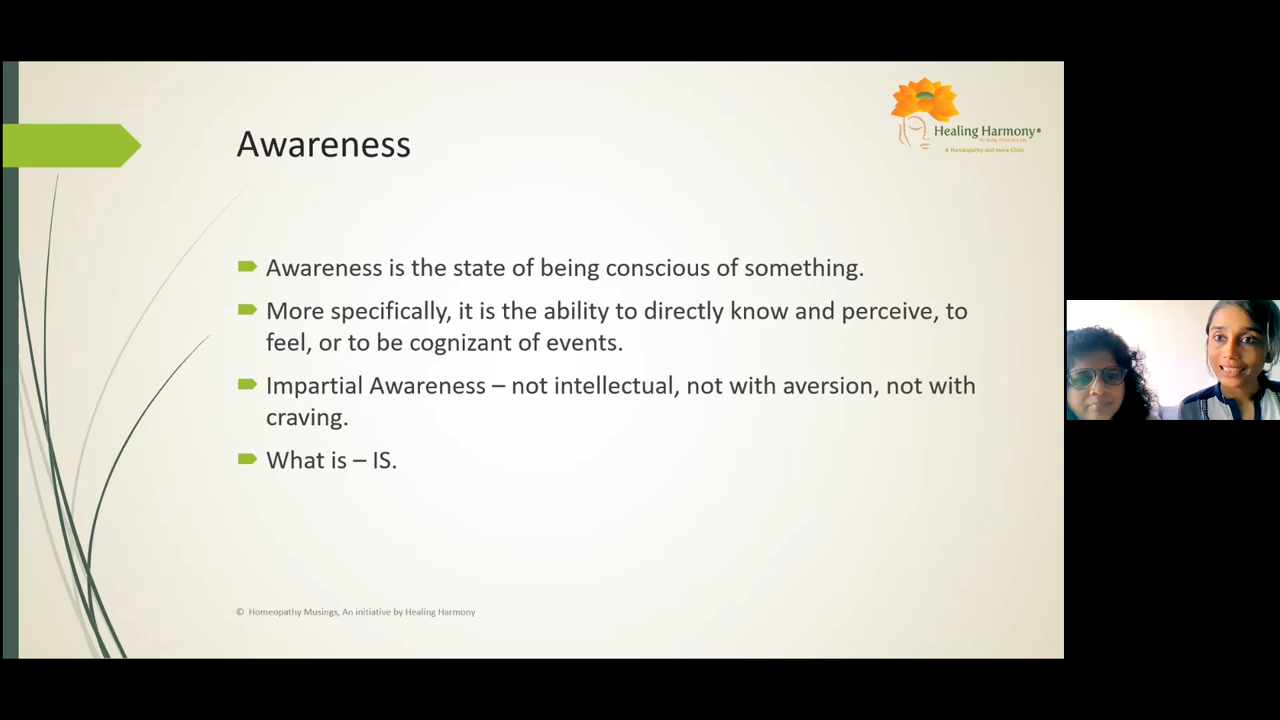 Awareness
Healing Harmony®
A Homeopathy and more Clinic
Awareness is the state of being conscious of something.
More specifically, it is the ability to directly know and perceive, to
feel, or to be cognizant of events.
Impartial Awareness – not intellectual, not with aversion, not with
craving.
What is – IS.
© Homeopathy Musings, An initiative by Healing Harmony